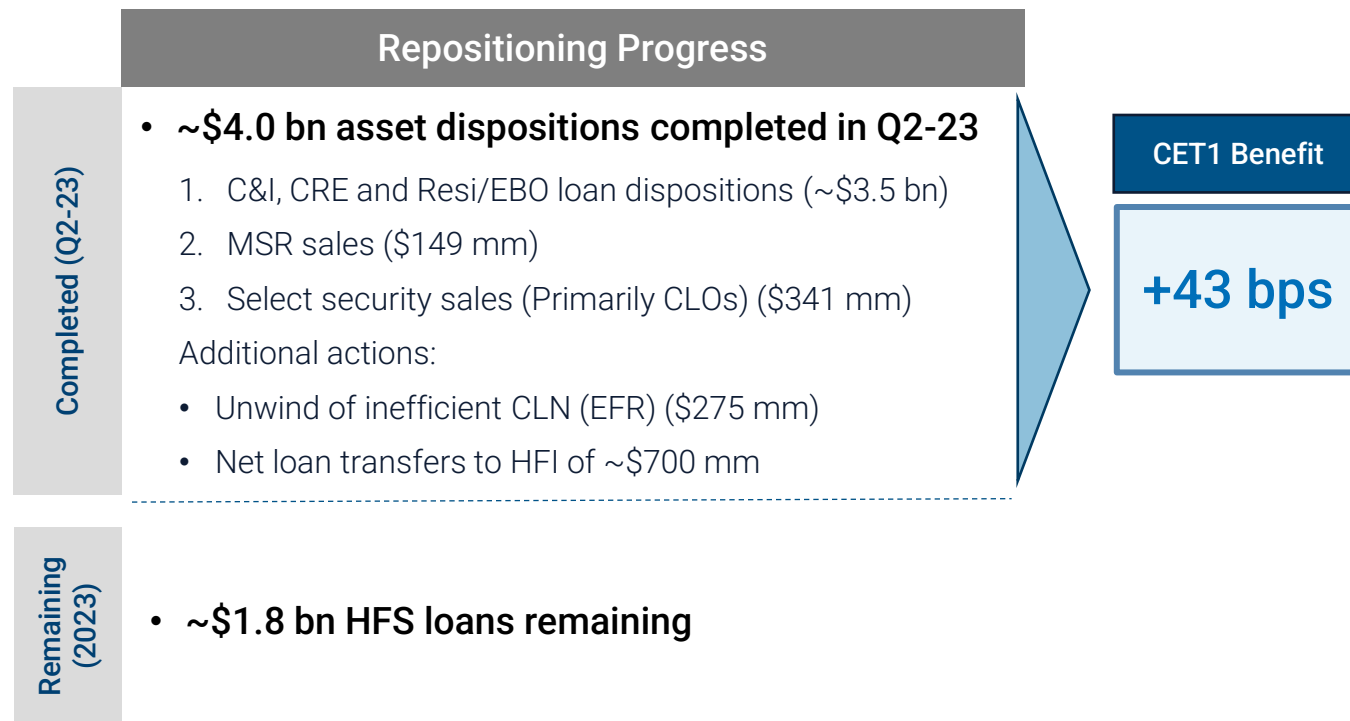 Repositioning Progress
Completed (Q2-23)
• ~$4.0 bn asset dispositions completed in Q2-23
1. C&I, CRE and Resi/EBO loan dispositions (~$3.5 bn)
2. MSR sales ($149 mm)
3. Select security sales (Primarily CLOs) ($341 mm)
Additional actions:
• Unwind of inefficient CLN (EFR) ($275 mm)
• Net loan transfers to HFI of ~$700 mm
CET1 Benefit
+43 bps
Remaining
(2023)
• ~$1.8 bn HFS loans remaining